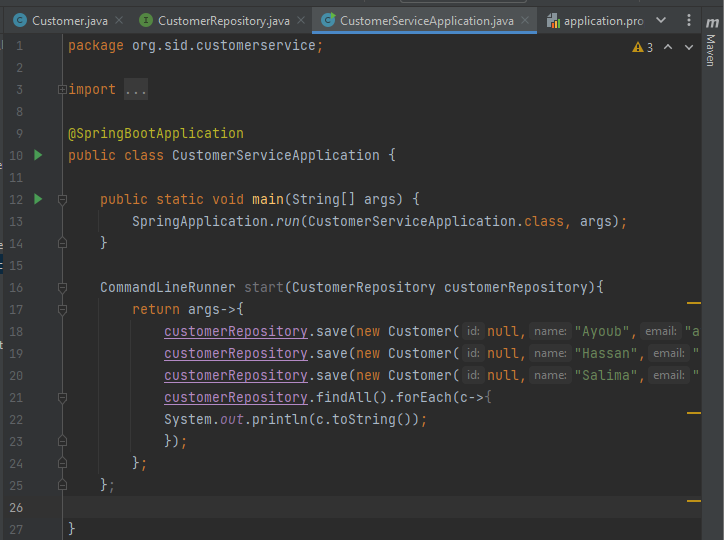 Customer.java CustomerRepository.java CustomerServiceApplication.java application.pro
1 package org.sid.customerservice; 3
2
3 import ...
8
9 @SpringBootApplication
10 public class CustomerServiceApplication {
11
12 public static void main(String[] args) {
13 SpringApplication.run(CustomerServiceApplication.class, args);
14 }
15
16 CommandLineRunner start(CustomerRepository customerRepository){
17 return args->{
18 customerRepository.save(new Customer( id: null, name: "Ayoub", email: "a
19 customerRepository.save(new Customer( id: null, name: "Hassan", email: "
20 customerRepository.save(new Customer( id: null, name: "Salima", email: "
21 customerRepository.findAll().forEach(c->{
22 System.out.println(c.toString());
23 });
24 };
25 };
26
27 }
m
Maven